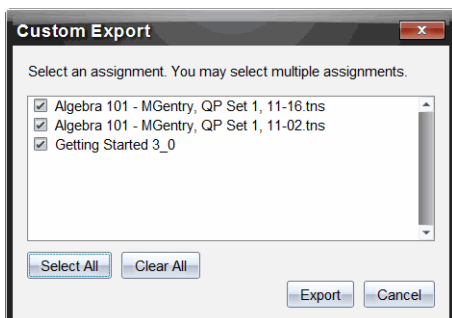 Custom Export
Select an assignment. You may select multiple assignments.
Algebra 101 - MGentry, QP Set 1, 11-16.tns
Algebra 101 - MGentry, QP Set 1, 11-02.tns
Getting Started 3_0
Select All Clear All
Export Cancel